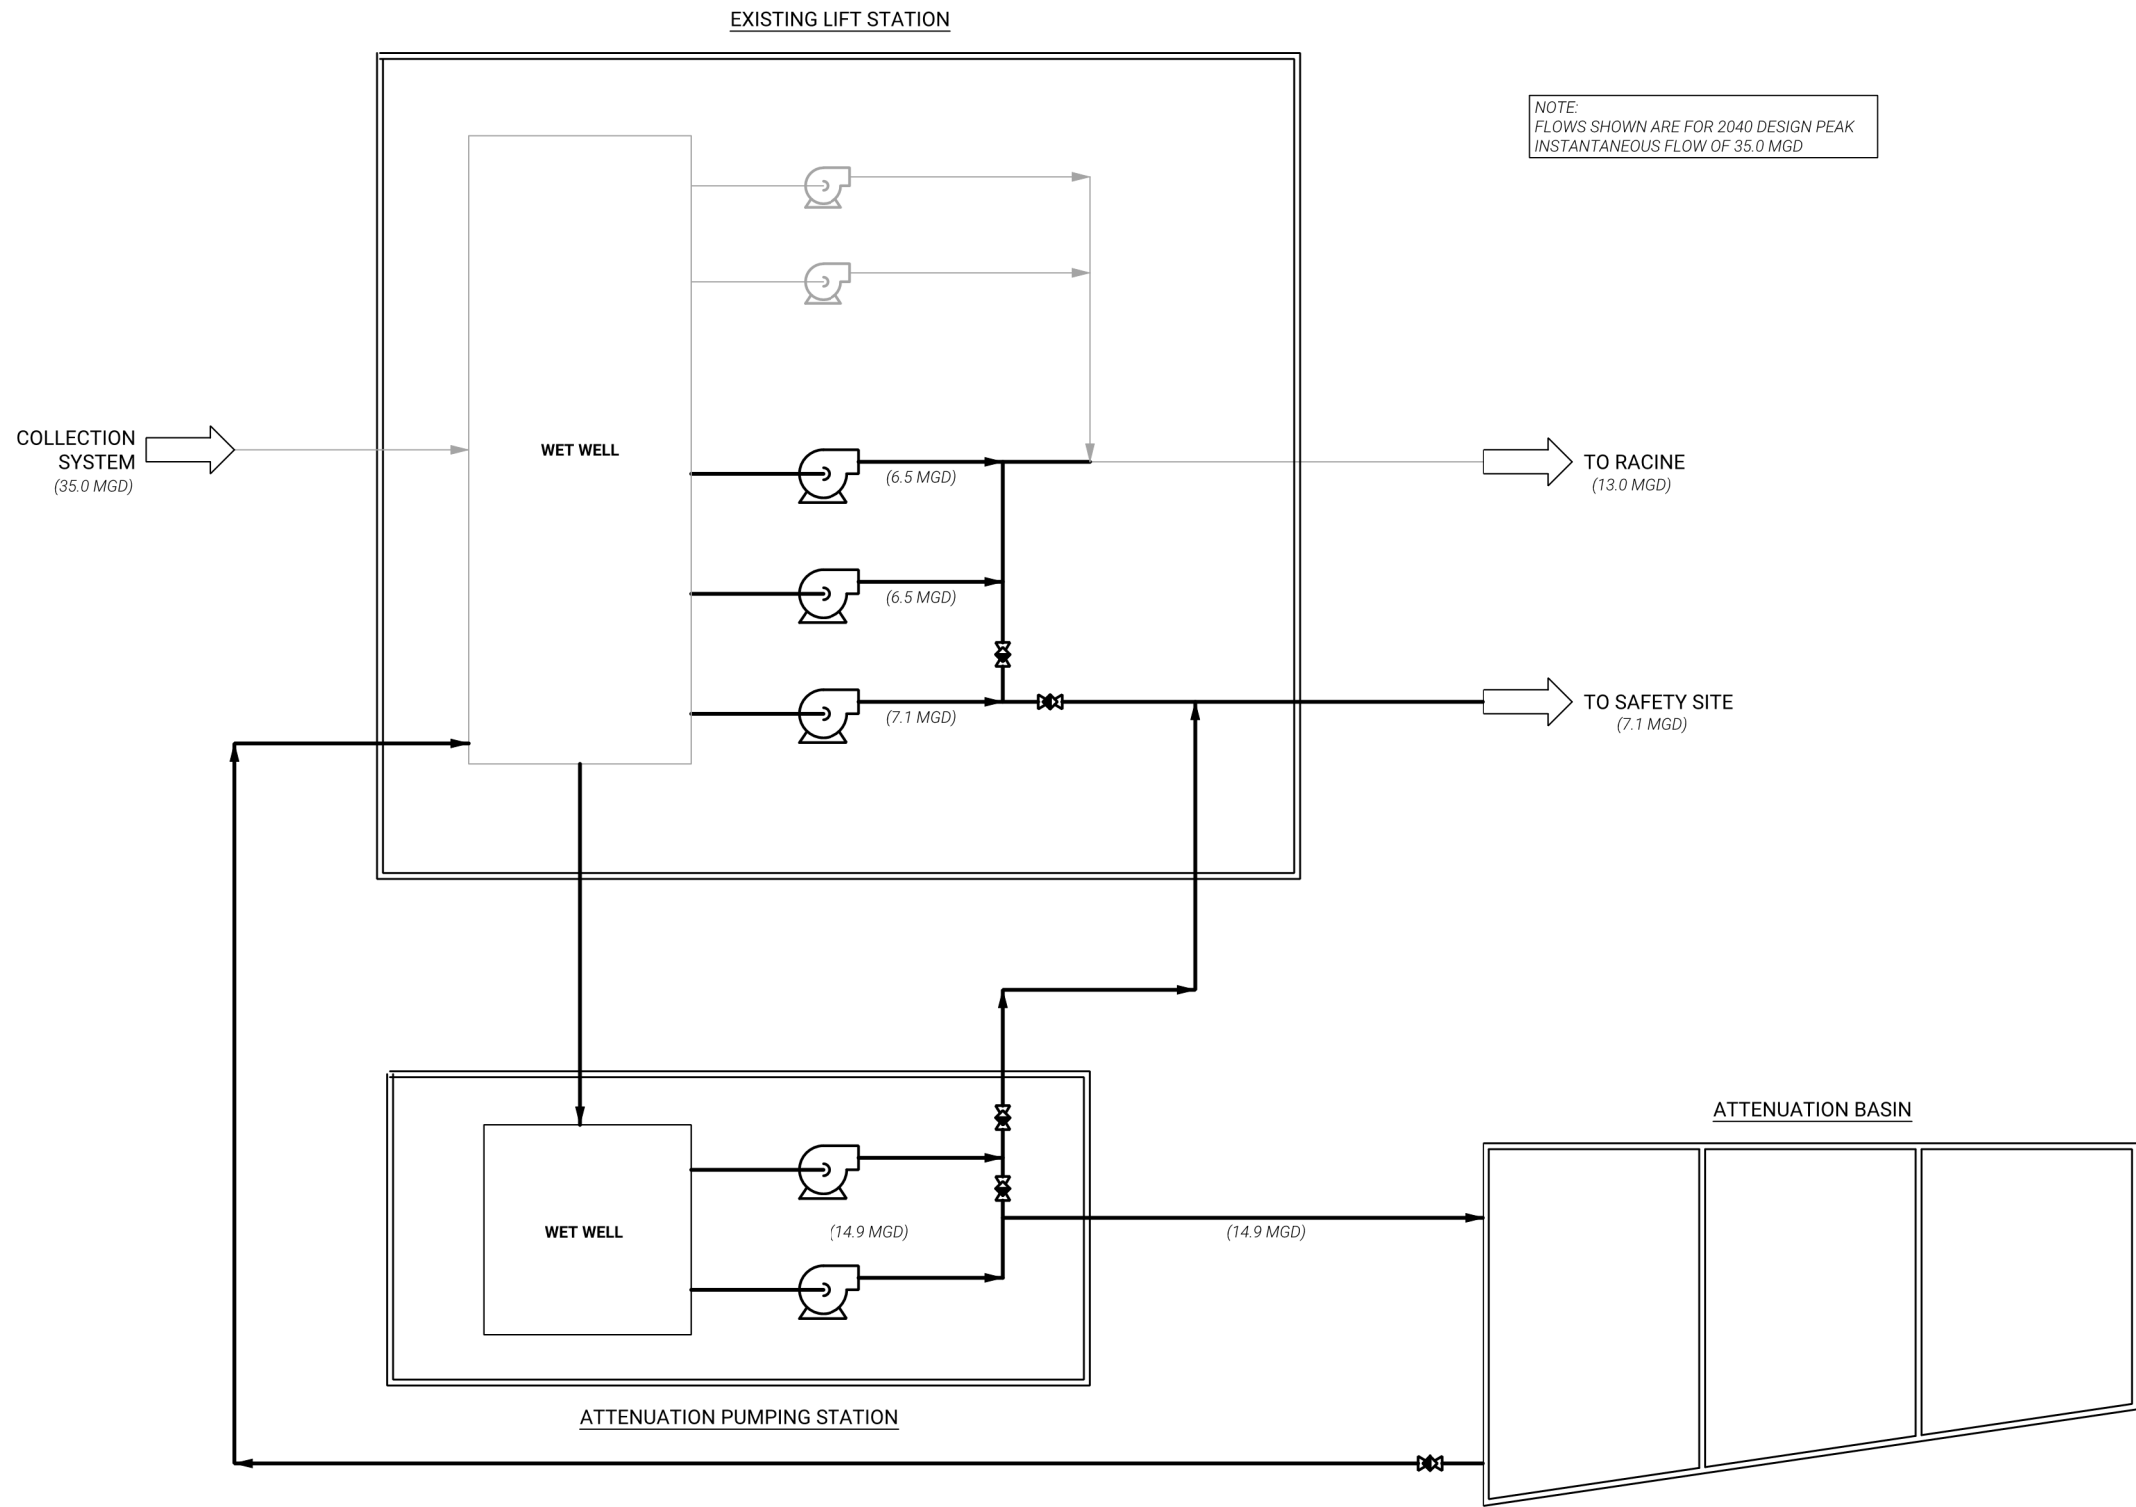 EXISTING LIFT STATION
NOTE:
FLOWS SHOWN ARE FOR 2040 DESIGN PEAK
INSTANTANEOUS FLOW OF 35.0 MGD
COLLECTION
SYSTEM
(35.0 MGD)
WET WELL
(6.5 MGD)
TO RACINE
(13.0 MGD)
(6.5 MGD)
(7.1 MGD)
TO SAFETY SITE
(7.1 MGD)
ATTENUATION BASIN
WET WELL
(14.9 MGD)
(14.9 MGD)
ATTENUATION PUMPING STATION